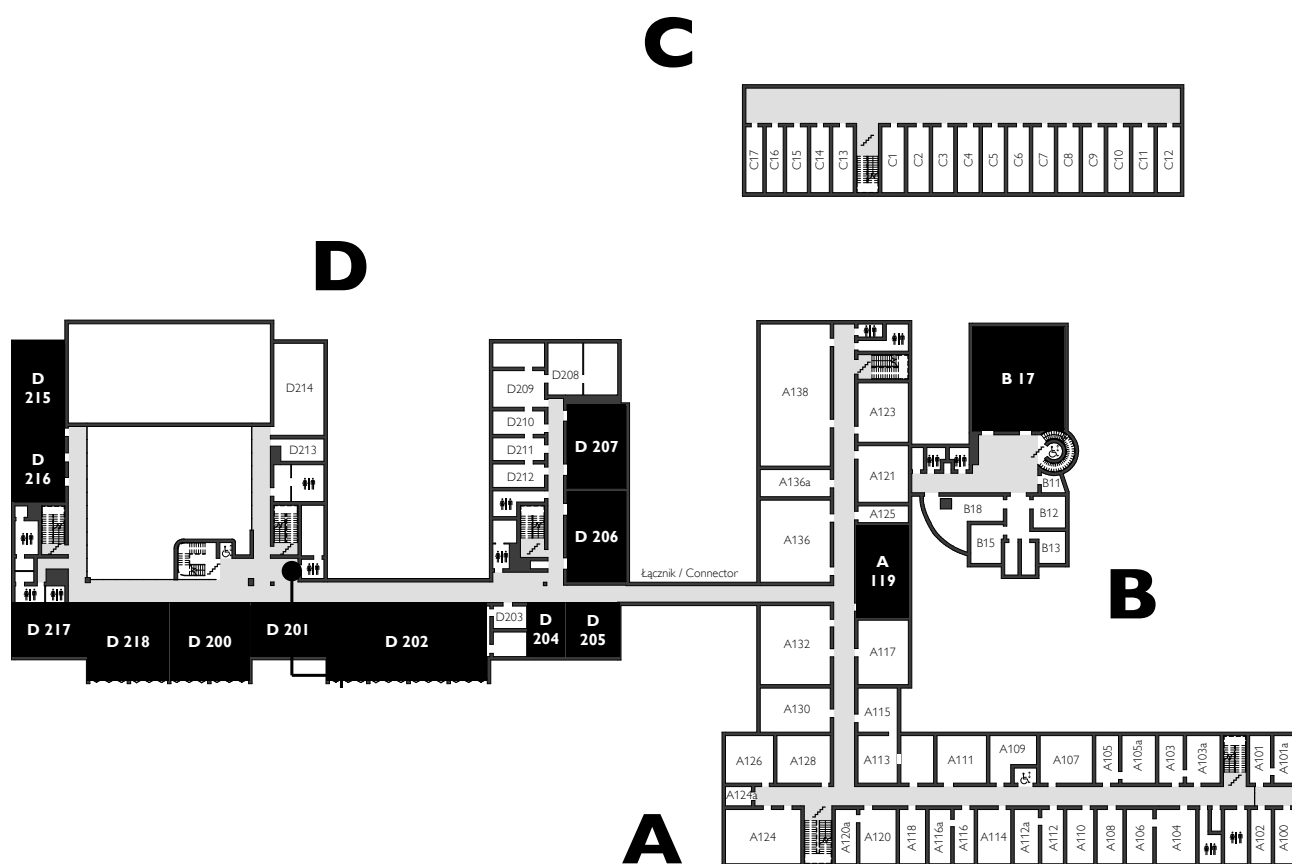 C
C17
C16
C15
C14
C13
C1
C2
C3
C4
C5
C6
C7
C8
C9
C10
C11
C12
D
D
215
D
216
D214
D213
D209
D208
D210
D211
D212
D 207
D 206
D 217
D 218
D 200
D 201
D 202
D203
D
204
D
205
Łącznik / Connector
A138
A136a
A136
A123
A121
A125
A
119
A132
A117
A130
A115
B 17
B11
B18
B12
B15
B13
B
A126
A128
A113
A111
A109
A107
A105
A105a
A103
A103a
A101
A101a
A124a
A124
A120a
A120
A118
A116a
A116
A114
A112a
A112
A110
A108
A106
A104
A102
A100
A